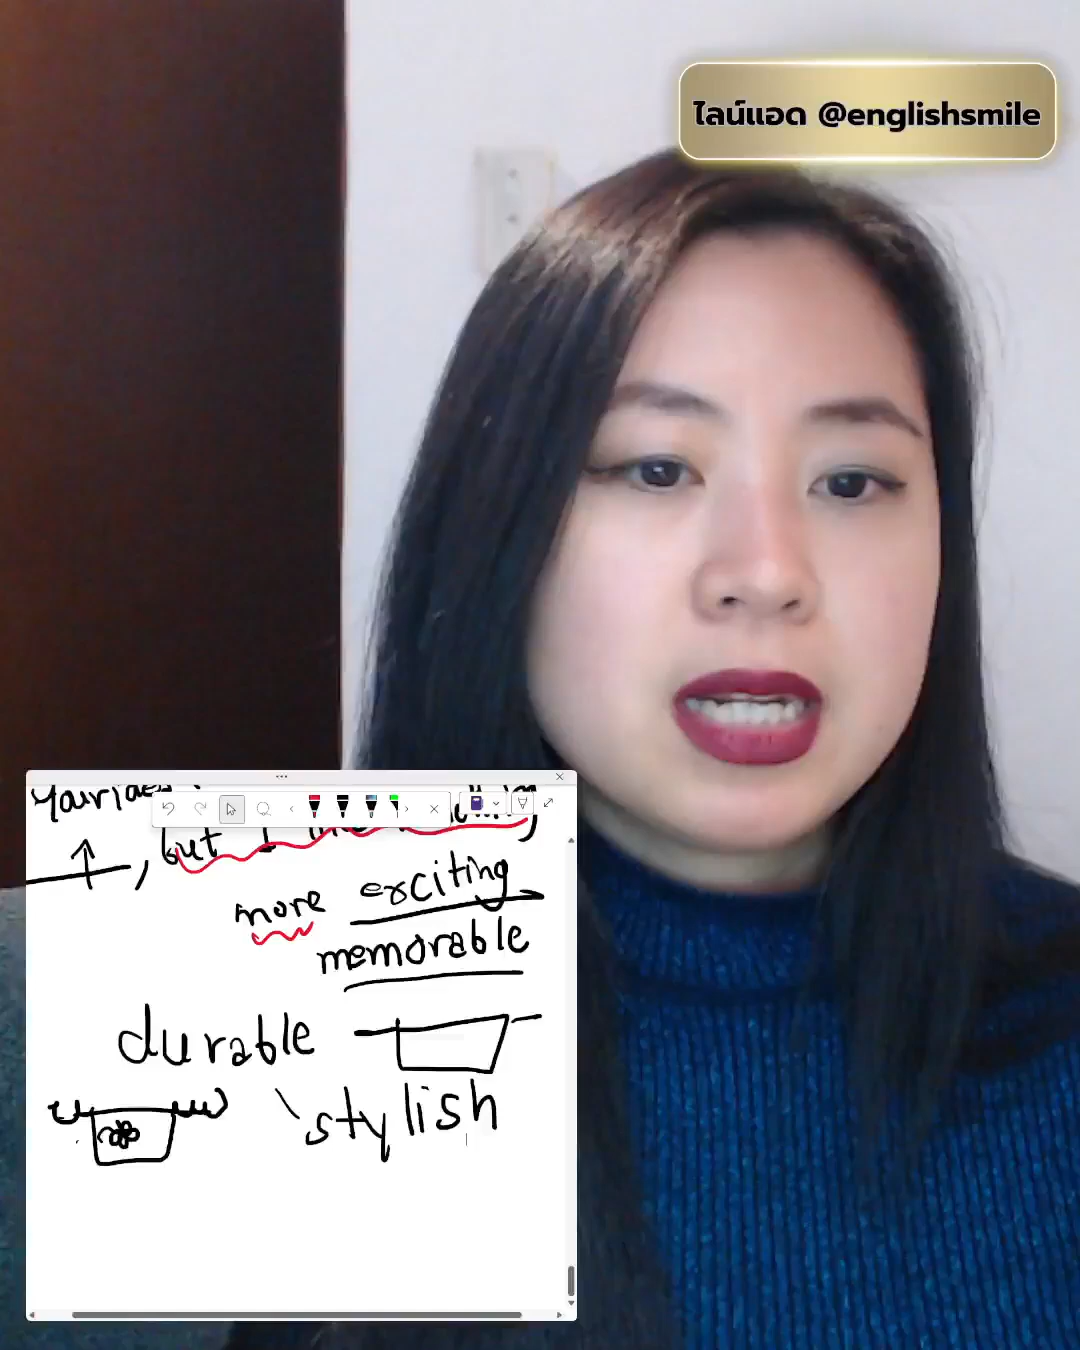 ไลน์แอด @englishsmile
, but I
more exciting
memorable
durable
stylish